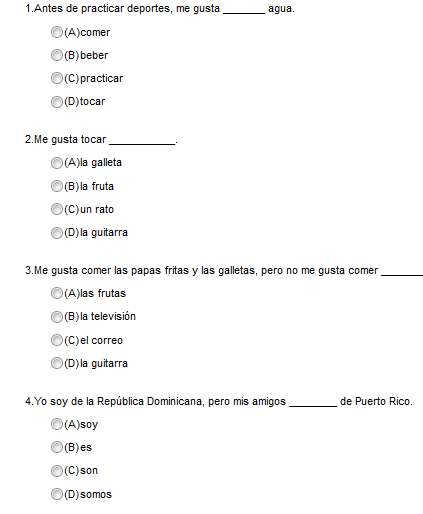 1.Antes de practicar deportes, me gusta _______ agua.
(A)comer
(B)beber
(C)practicar
(D)tocar
2.Me gusta tocar ___________.
(A)la galleta
(B)la fruta
(C)un rato
(D)la guitarra
3.Me gusta comer las papas fritas y las galletas, pero no me gusta comer _______
(A)las frutas
(B)la televisión
(C)el correo
(D)la guitarra
4.Yo soy de la República Dominicana, pero mis amigos ________ de Puerto Rico.
(A)soy
(B)es
(C)son
(D)somos